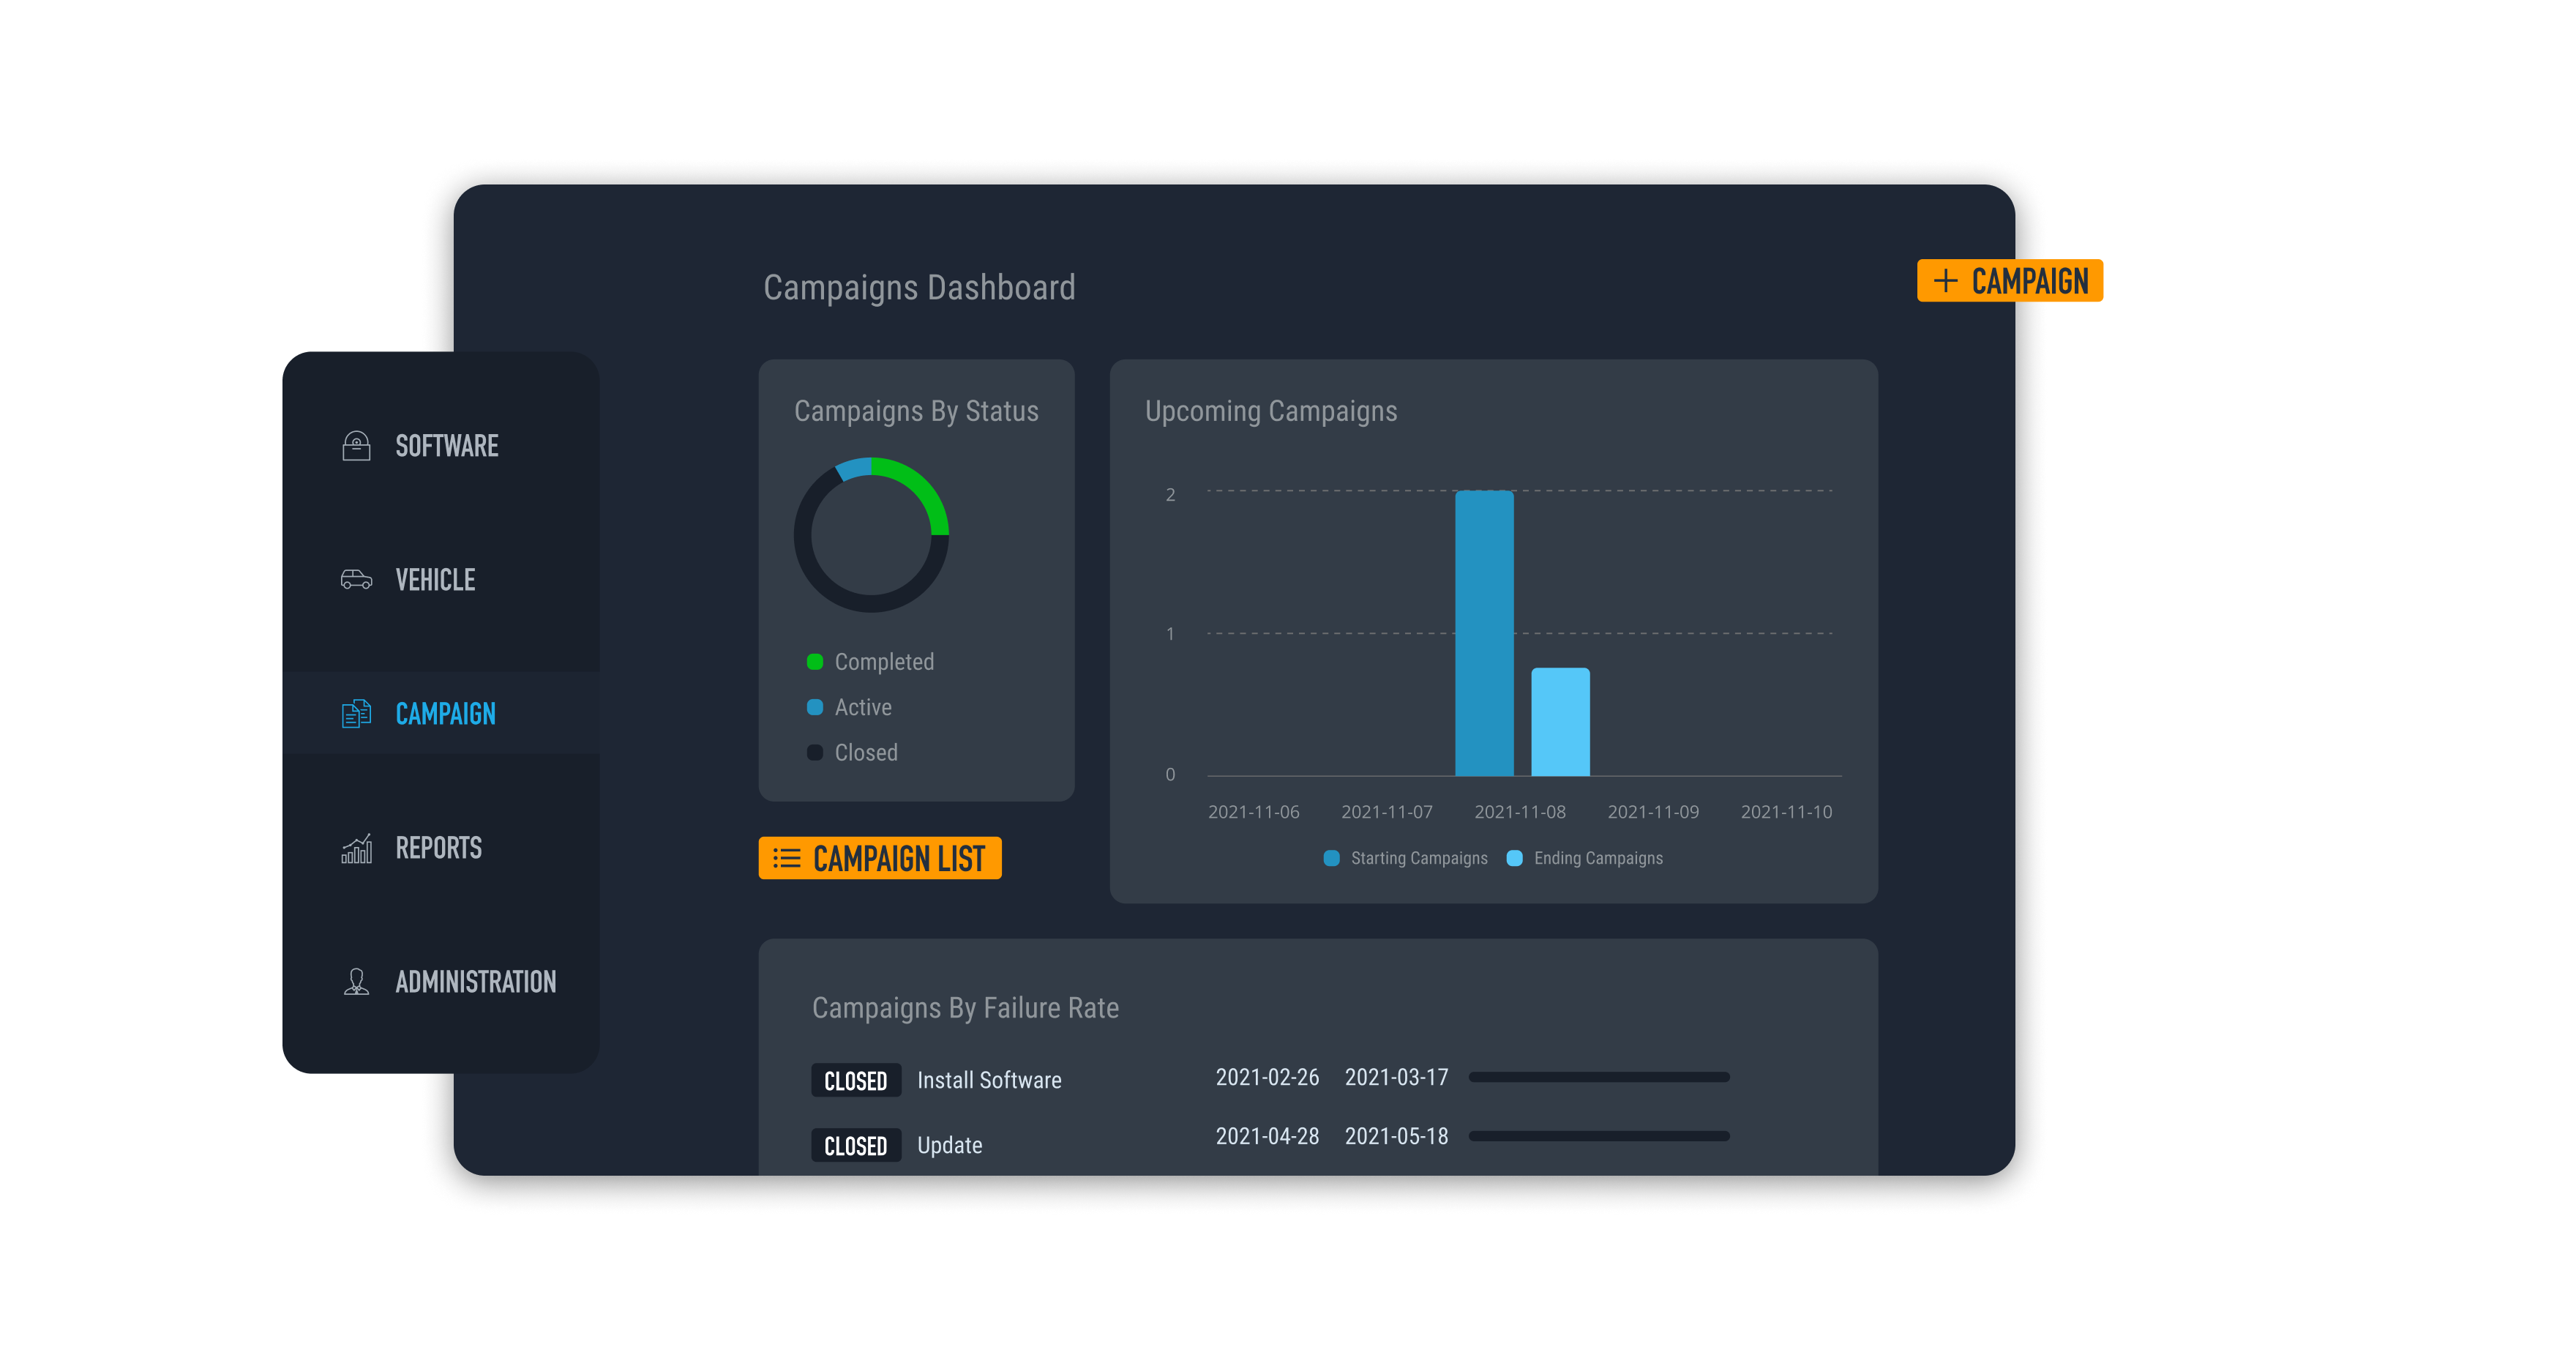 Campaigns Dashboard
+ CAMPAIGN
SOFTWARE
VEHICLE
CAMPAIGN
REPORTS
ADMINISTRATION
Campaigns By Status
Completed
Active
Closed
CAMPAIGN LIST
Upcoming Campaigns
2
1
0
2021-11-06 2021-11-07 2021-11-08 2021-11-09 2021-11-10
Starting Campaigns Ending Campaigns
Campaigns By Failure Rate
CLOSED Install Software 2021-02-26 2021-03-17
CLOSED Update 2021-04-28 2021-05-18